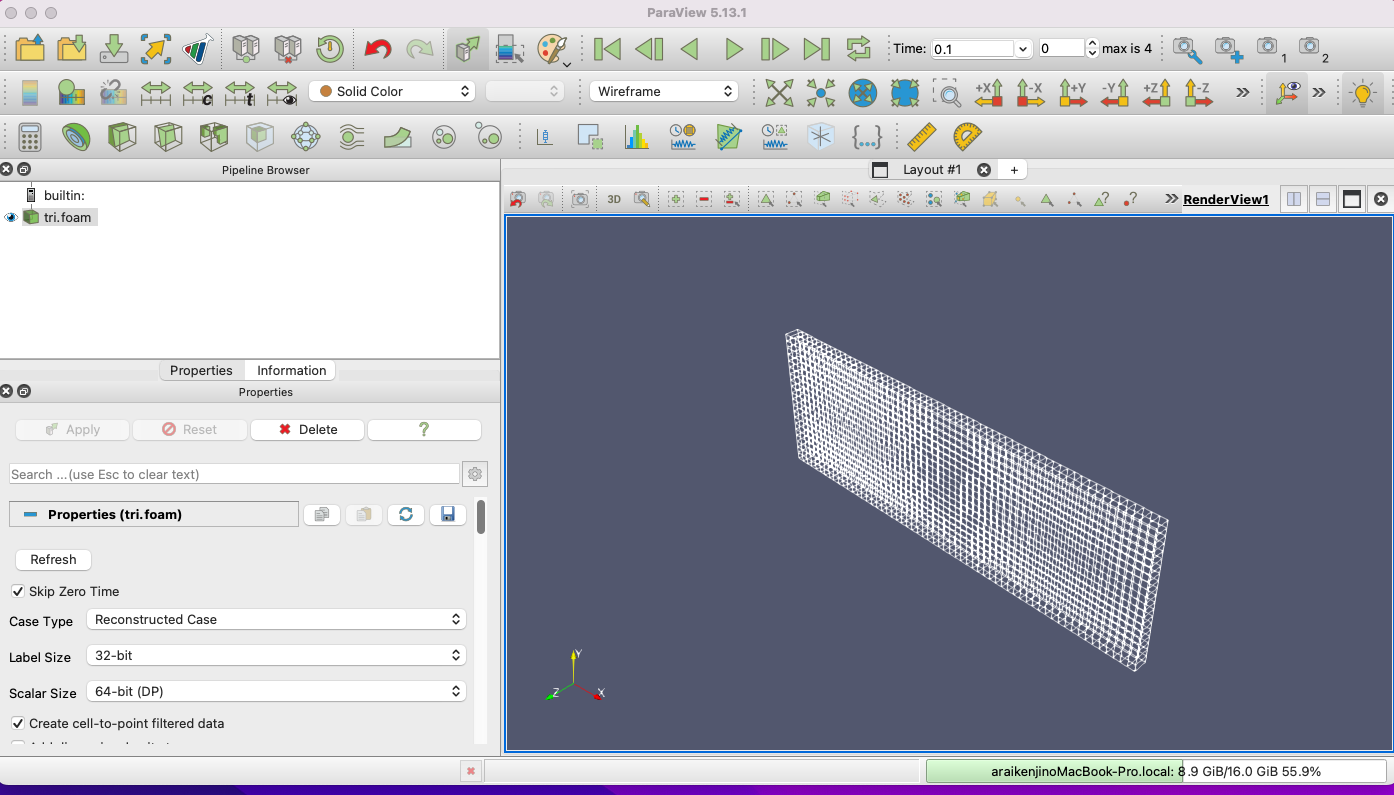 ParaView 5.13.1
Time: 0.1 0 max is 4 1 2
Solid Color Wireframe +X -X +Y -Y +Z -Z
c t
Pipeline Browser
Layout #1 +
builtin:
3D RenderView1
tri.foam
Properties Information
Properties
Apply Reset Delete ?
Search ...(use Esc to clear text)
Properties (tri.foam)
Refresh
Skip Zero Time
Case Type Reconstructed Case
Label Size 32-bit
Scalar Size 64-bit (DP)
Create cell-to-point filtered data
Y
Z X
araikenjinoMacBook-Pro.local: 8.9 GiB/16.0 GiB 55.9%